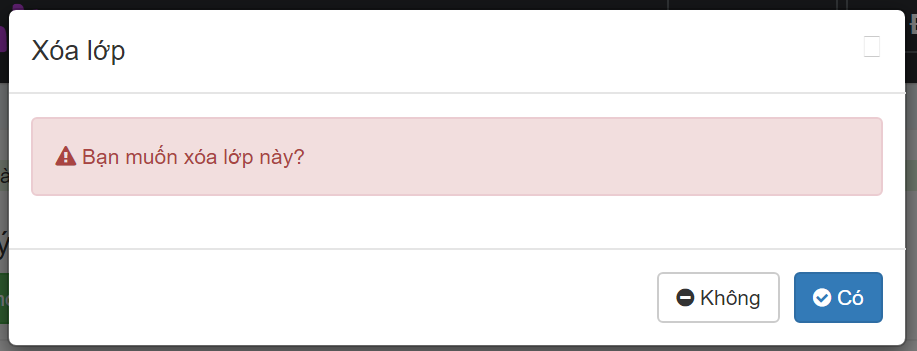 Xóa lớp
Bạn muốn xóa lớp này?
Không
Có